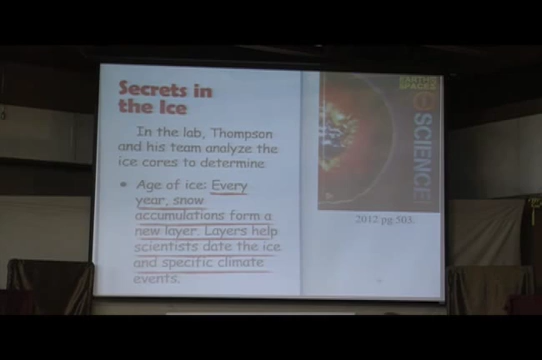 Secrets in
the Ice
In the lab, Thompson
and his team analyze the
ice cores to determine
Age of ice: Every
year, snow
accumulations form a
new layer. Layers help
scientists date the ice
and specific climate
events.
SCIENCE
2012 pg.503.